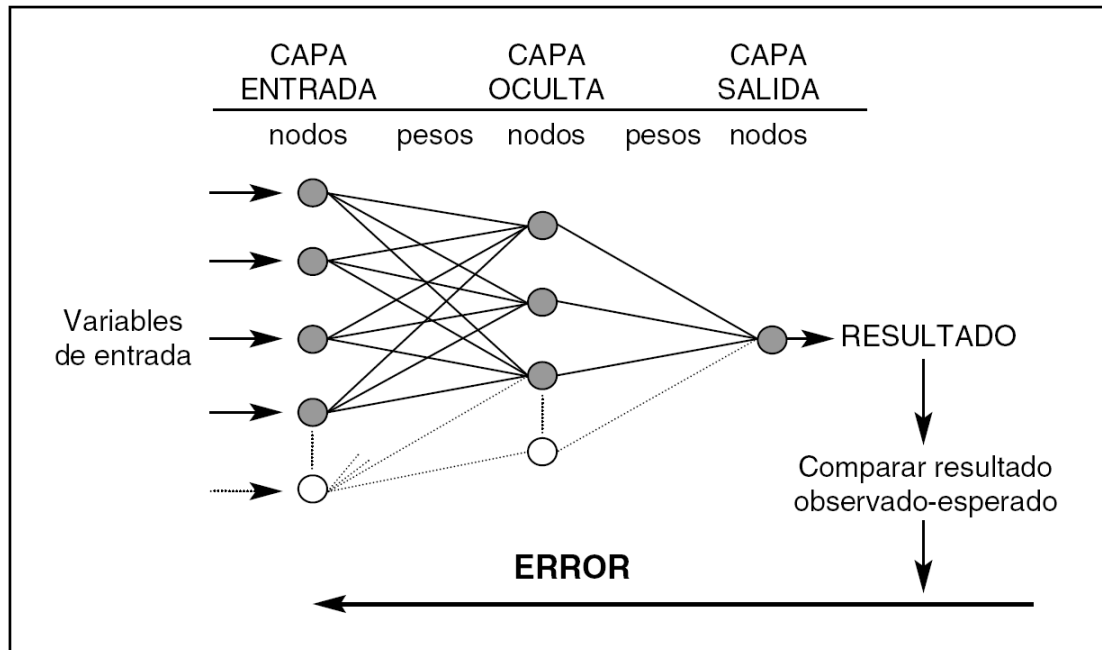 CAPA
ENTRADA
CAPA
OCULTA
CAPA
SALIDA
nodos pesos nodos pesos nodos
Variables
de entrada
RESULTADO
Comparar resultado
observado-esperado
ERROR